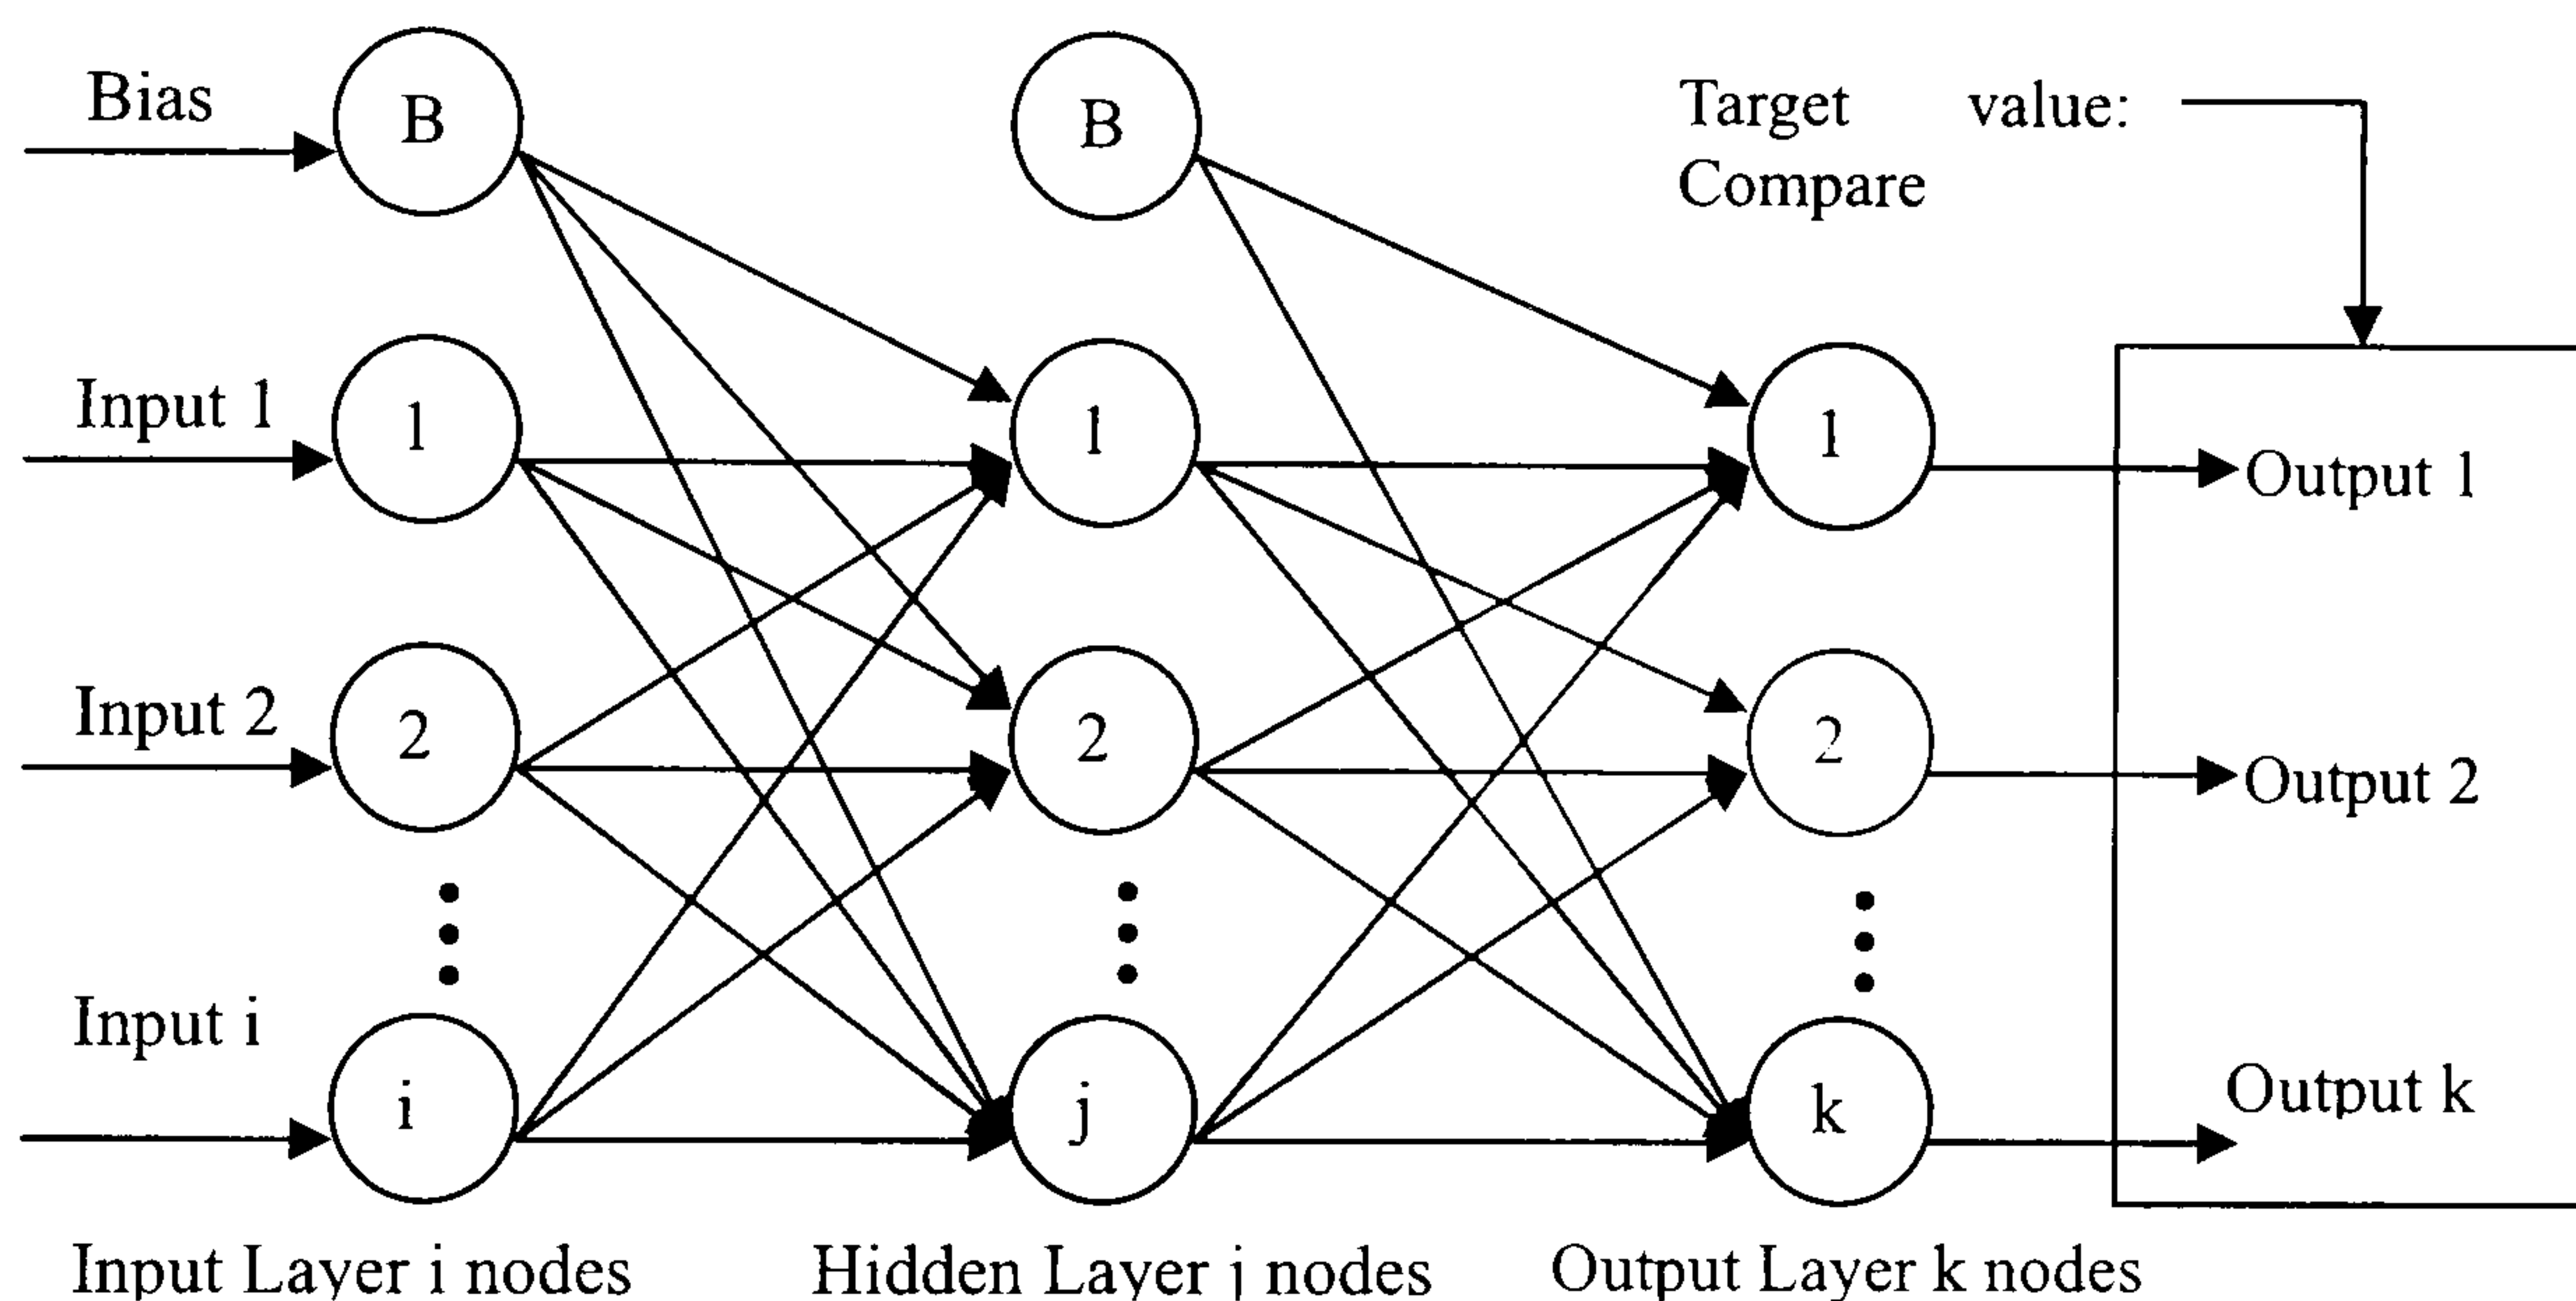 Bias
B
B
Target value:
Compare
Input 1
1
1
1
Output 1
Input 2
2
2
2
Output 2
Input i
i
j
k
Output k
Input Layer i nodes
Hidden Layer j nodes
Output Layer k nodes